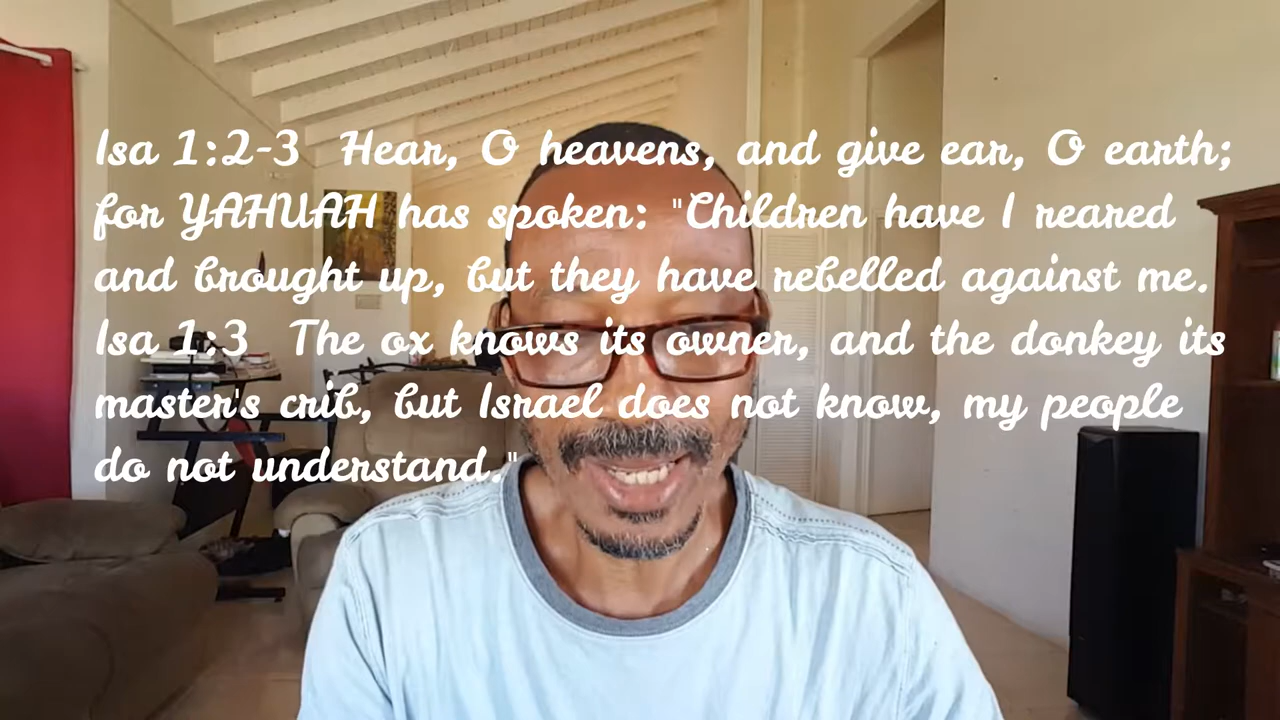 Isa 1:2-3  Hear, O heavens, and give ear, O earth;
for YAHUAH has spoken: "Children have I reared
and brought up, but they have rebelled against me.
Isa 1:3  The ox knows its owner, and the donkey its
master's crib, but Israel does not know, my people
do not understand."